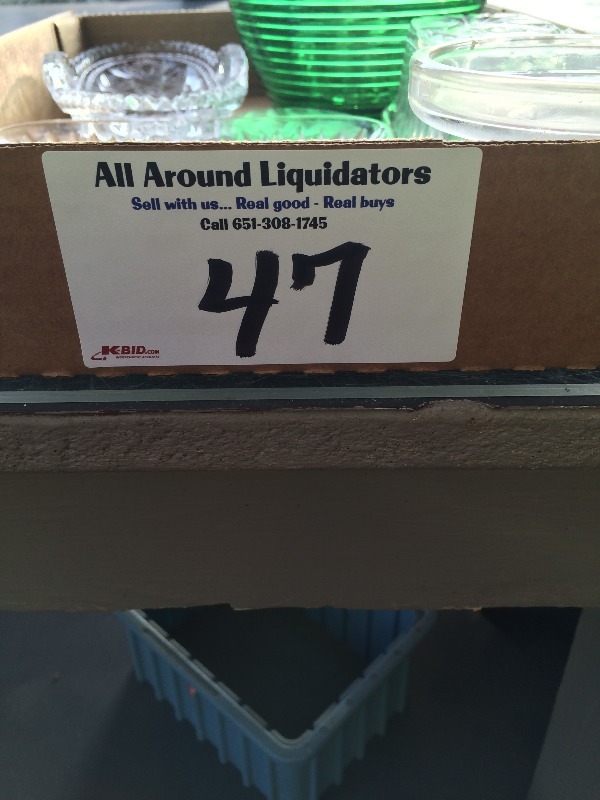 All Around Liquidators
Sell with us... Real good - Real buys
Call 651-308-1745
47
K-BID.COM